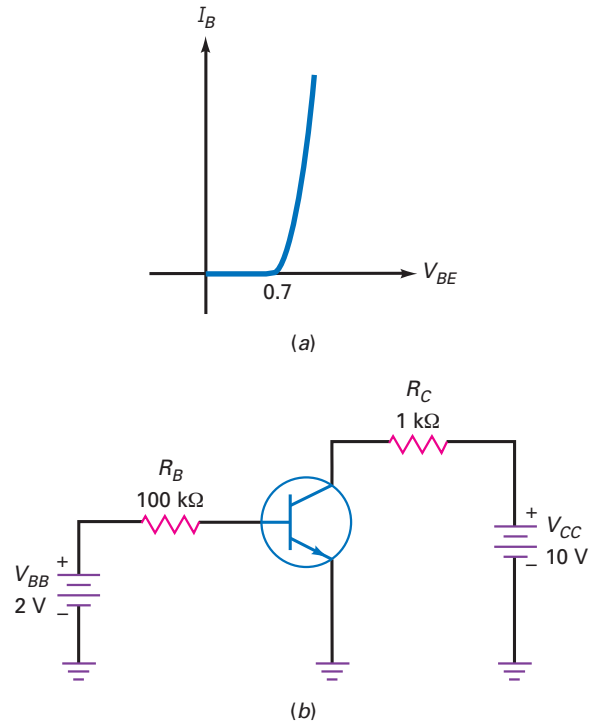 I_B
V_BE
0.7
(a)
R_C
1 kΩ
R_B
100 kΩ
+
V_BB
2 V
–
+
V_CC
10 V
–
(b)